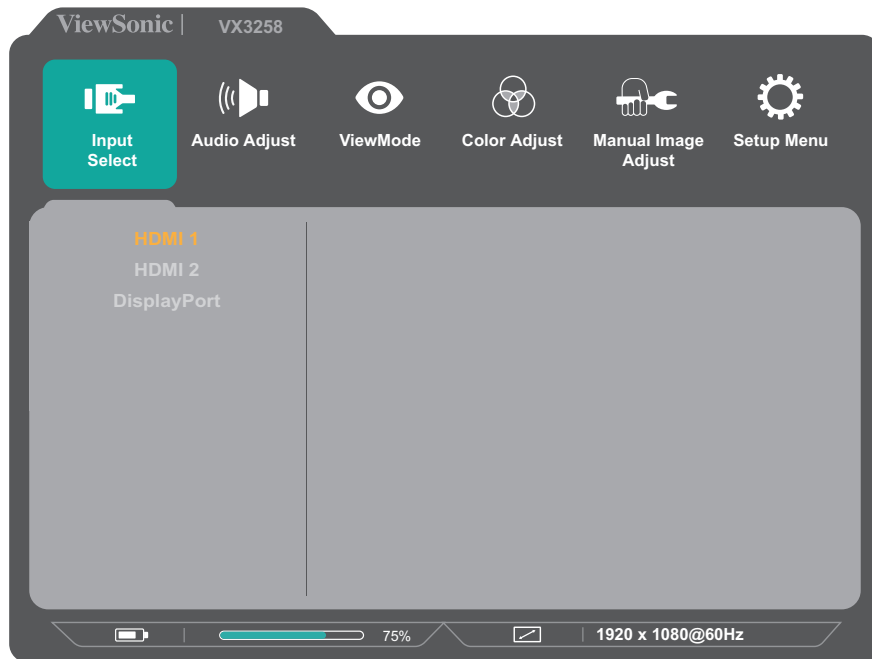 ViewSonic | VX3258
Input Select
Audio Adjust
ViewMode
Color Adjust
Manual Image Adjust
Setup Menu
HDMI 1
HDMI 2
DisplayPort
75%
1920 x 1080@60Hz